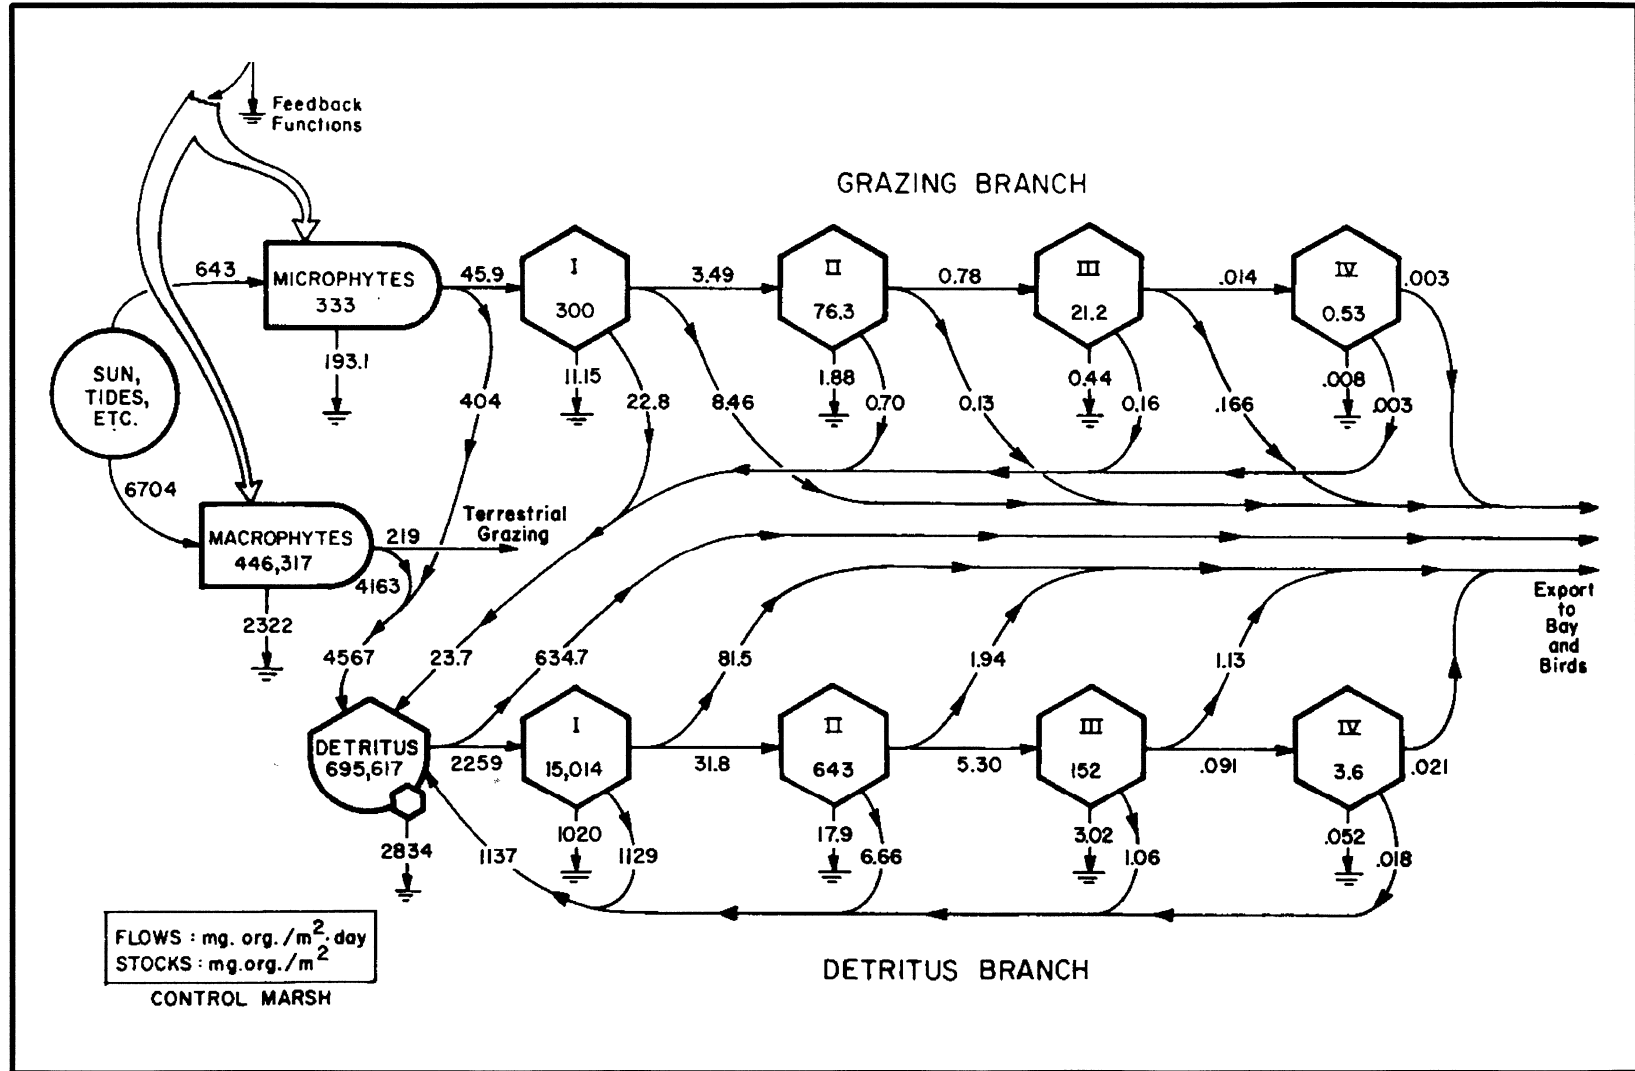 Feedback
Functions
GRAZING BRANCH
643
MICROPHYTES
333
45.9
I
300
3.49
II
76.3
0.78
III
21.2
.014
IV
0.53
.003
193.1
11.15
1.88
0.44
.008
SUN,
TIDES,
ETC.
404
22.8
8.46
0.70
0.13
0.16
.166
.003
6704
MACROPHYTES
446,317
219
Terrestrial
Grazing
4163
2322
Export
to
Bay
and
Birds
4567
23.7
634.7
81.5
1.94
1.13
DETRITUS
695,617
2259
I
15,014
31.8
II
643
5.30
III
152
.091
IV
3.6
.021
2834
1137
1020
1129
17.9
6.66
3.02
1.06
.052
.018
FLOWS : mg. org./m²·day
STOCKS : mg.org./m²
CONTROL MARSH
DETRITUS BRANCH